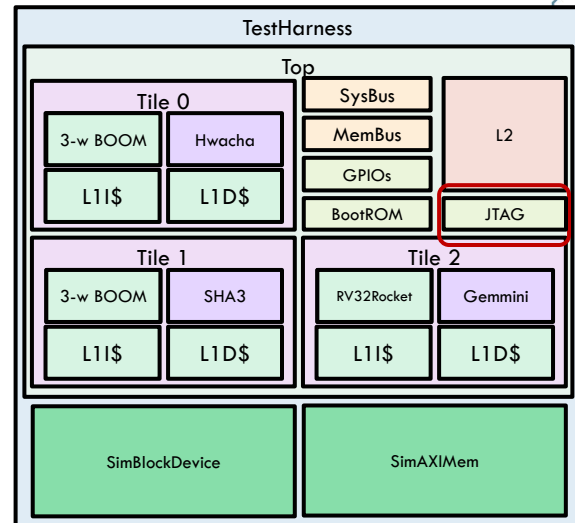 TestHarness
Top
Tile 0
3-w BOOM
Hwacha
L1I$
L1D$
SysBus
MemBus
GPIOs
BootROM
L2
JTAG
Tile 1
3-w BOOM
SHA3
L1I$
L1D$
Tile 2
RV32Rocket
Gemmini
L1I$
L1D$
SimBlockDevice
SimAXIMem